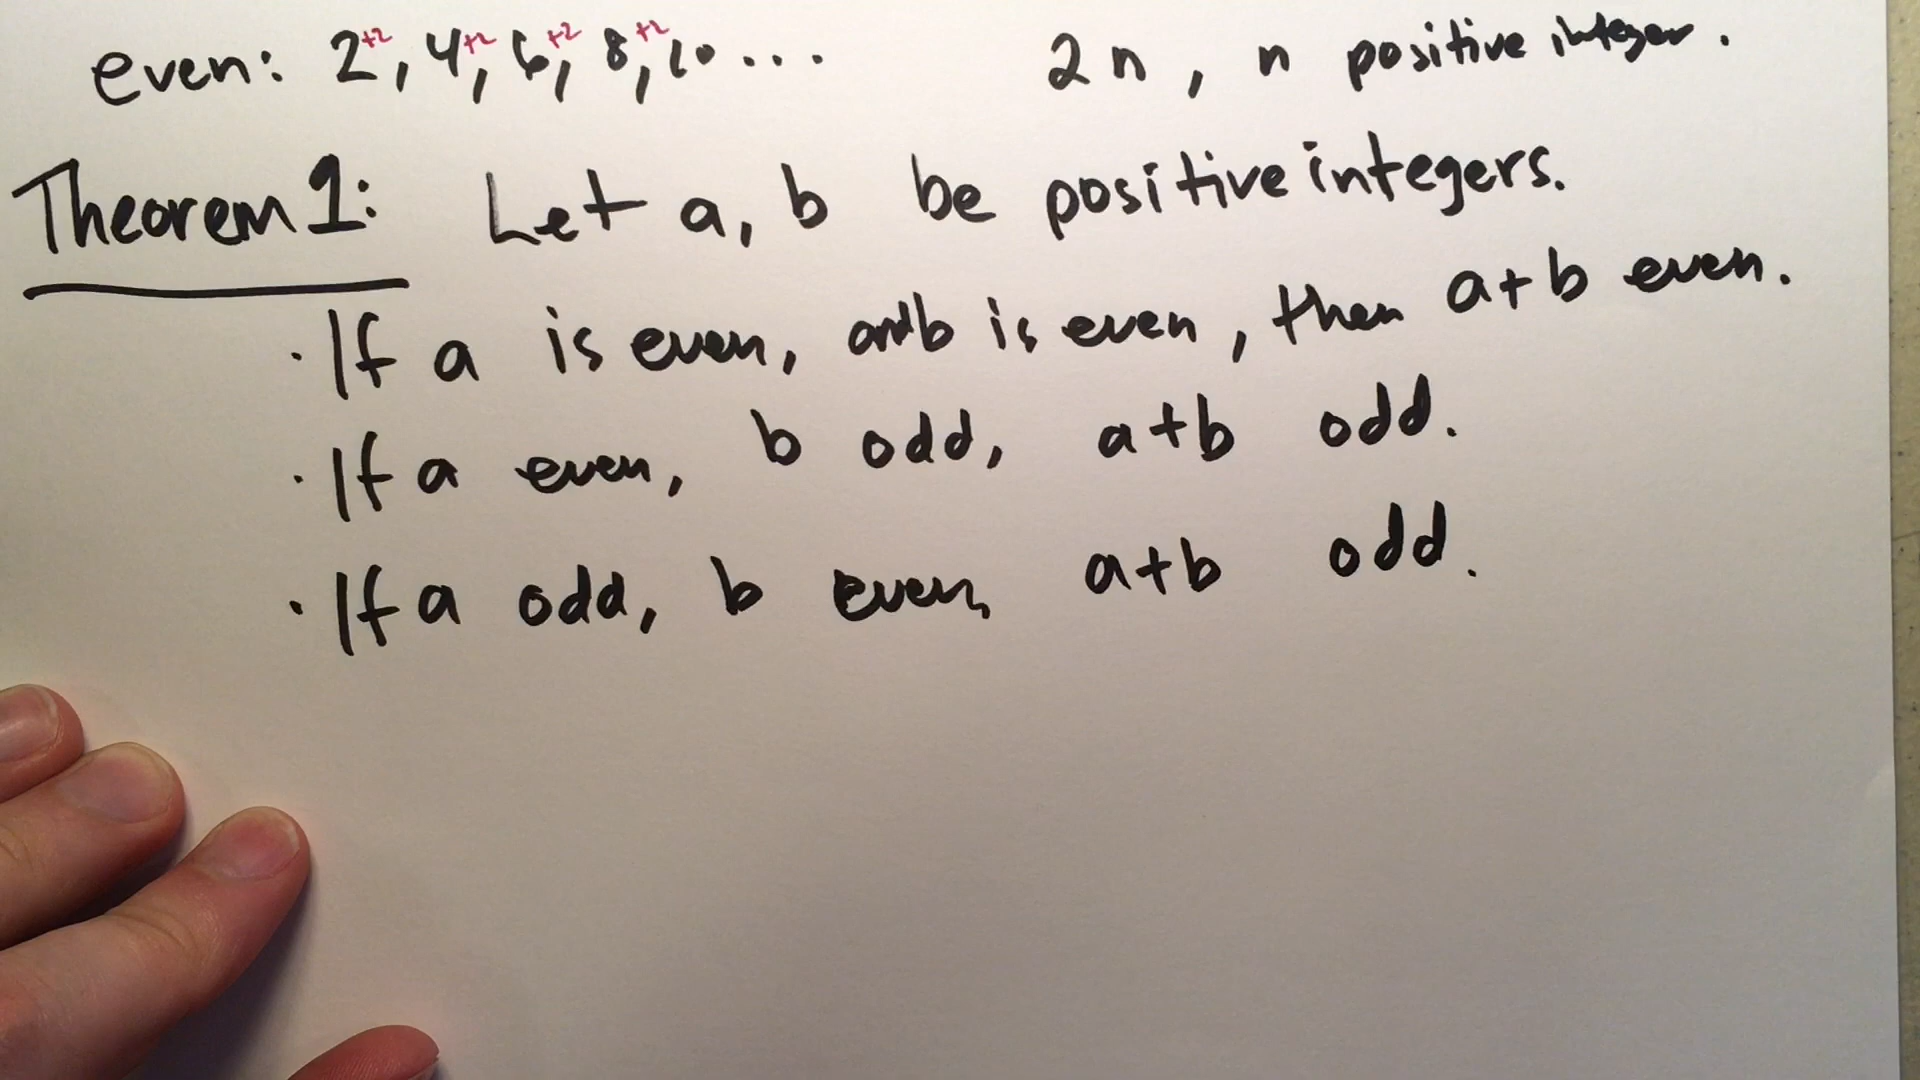 even: 2, 4, 6, 8, 10 ... 2n, n positive integer.
+2 +2 +2 +2
Theorem 1: Let a, b be positive integers.
· If a is even, and b is even, then a+b even.
· If a even, b odd, a+b odd.
· If a odd, b even, a+b odd.